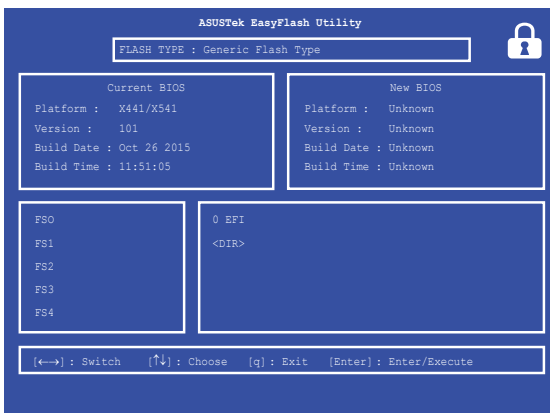 ASUSTek EasyFlash Utility
FLASH TYPE : Generic Flash Type
Current BIOS
Platform : X441/X541
Version : 101
Build Date : Oct 26 2015
Build Time : 11:51:05
New BIOS
Platform : Unknown
Version : Unknown
Build Date : Unknown
Build Time : Unknown
FSO
FS1
FS2
FS3
FS4
0 EFI
<DIR>
[←→] : Switch [↑↓] : Choose [q] : Exit [Enter] : Enter/Execute